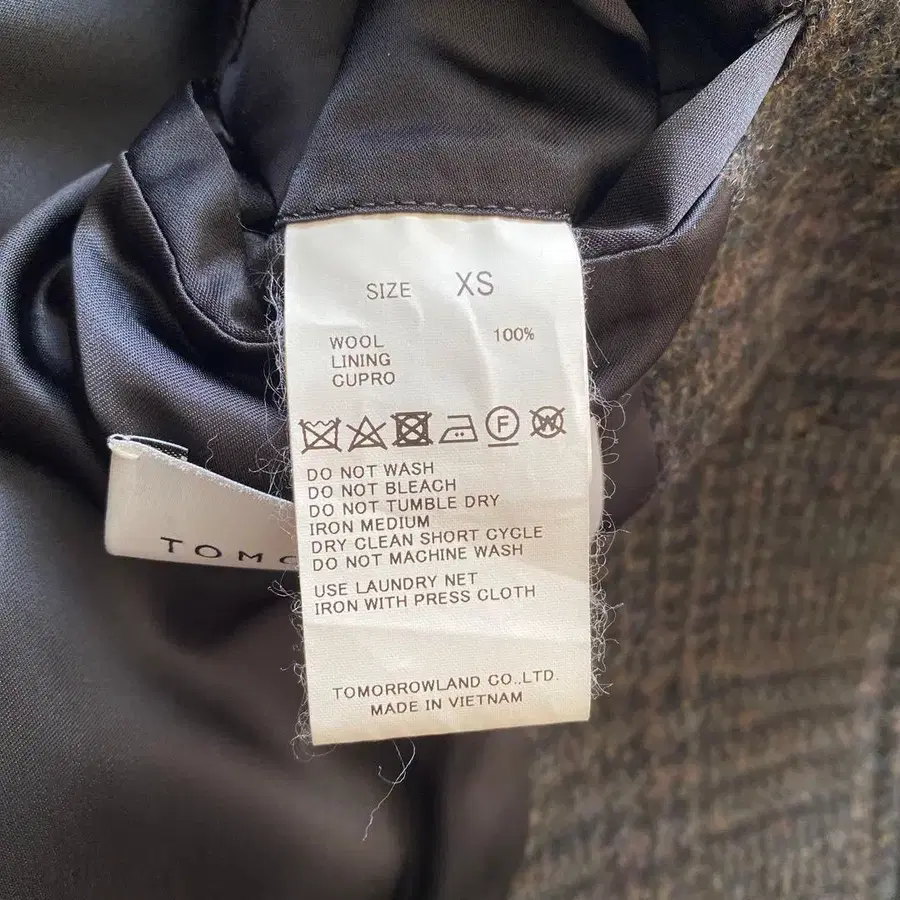 SIZE XS
WOOL 100%
LINING
CUPRO
F W
DO NOT WASH
DO NOT BLEACH
DO NOT TUMBLE DRY
IRON MEDIUM
DRY CLEAN SHORT CYCLE
DO NOT MACHINE WASH
USE LAUNDRY NET
IRON WITH PRESS CLOTH
TOMORROWLAND CO.,LTD.
MADE IN VIETNAM
TOMO